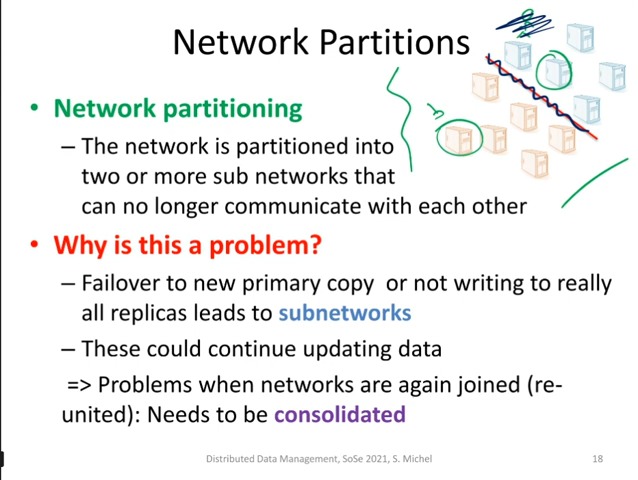 Network Partitions
• Network partitioning
– The network is partitioned into
two or more sub networks that
can no longer communicate with each other
• Why is this a problem?
– Failover to new primary copy or not writing to really
all replicas leads to subnetworks
– These could continue updating data
=> Problems when networks are again joined (re-
united): Needs to be consolidated
Distributed Data Management, SoSe 2021, S. Michel
18